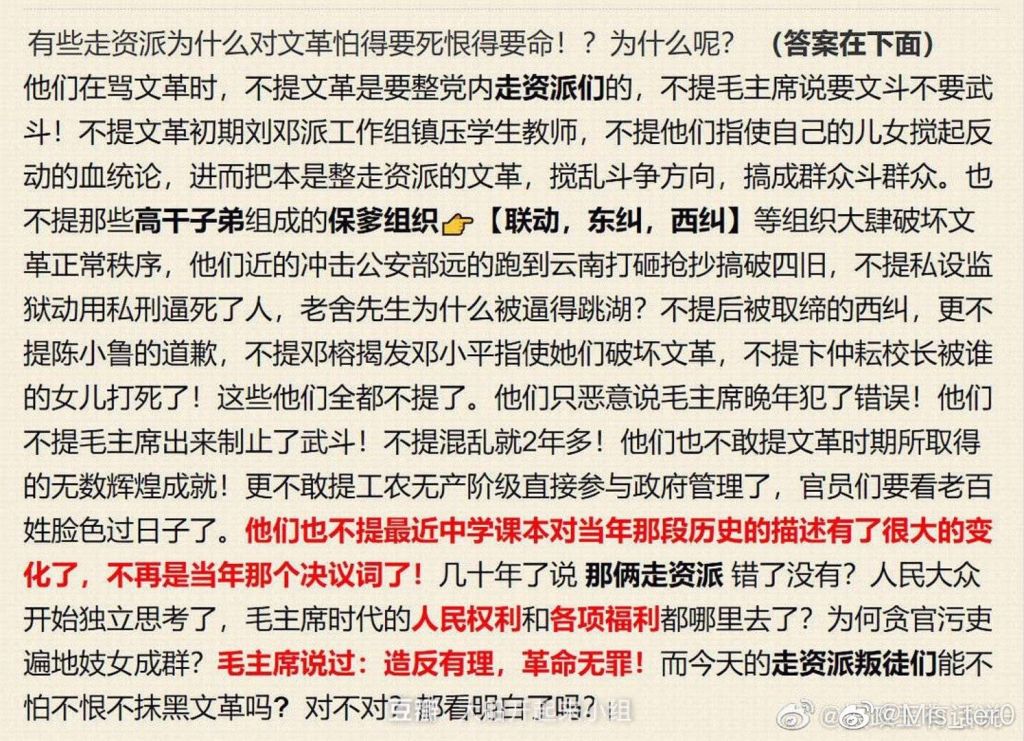 有些走资派为什么对文革怕得要死恨得要命！？为什么呢？ （答案在下面）
他们在骂文革时，不提文革是要整党内走资派们的，不提毛主席说要文斗不要武
斗！不提文革初期刘邓派工作组镇压学生教师，不提他们指使自己的儿女搅起反
动的血统论，进而把本是整走资派的文革，搅乱斗争方向，搞成群众斗群众。也
不提那些高干子弟组成的保爹组织👉【联动，东纠，西纠】等组织大肆破坏文
革正常秩序，他们近的冲击公安部远的跑到云南打砸抢抄搞破四旧，不提私设监
狱动用私刑逼死了人，老舍先生为什么被逼得跳湖？不提后被取缔的西纠，更不
提陈小鲁的道歉，不提邓榕揭发邓小平指使她们破坏文革，不提卞仲耘校长被谁
的女儿打死了！这些他们全都不提了。他们只恶意说毛主席晚年犯了错误！他们
不提毛主席出来制止了武斗！不提混乱就2年多！他们也不敢提文革时期所取得
的无数辉煌成就！更不敢提工农无产阶级直接参与政府管理了，官员们要看老百
姓脸色过日子了。他们也不提最近中学课本对当年那段历史的描述有了很大的变
化了，不再是当年那个决议词了！几十年了说 那俩走资派 错了没有？人民大众
开始独立思考了，毛主席时代的人民权利和各项福利都哪里去了？为何贪官污吏
遍地妓女成群？毛主席说过：造反有理，革命无罪！而今天的走资派叛徒们能不
怕不恨不抹黑文革吗？对不对？都看明白了吗？